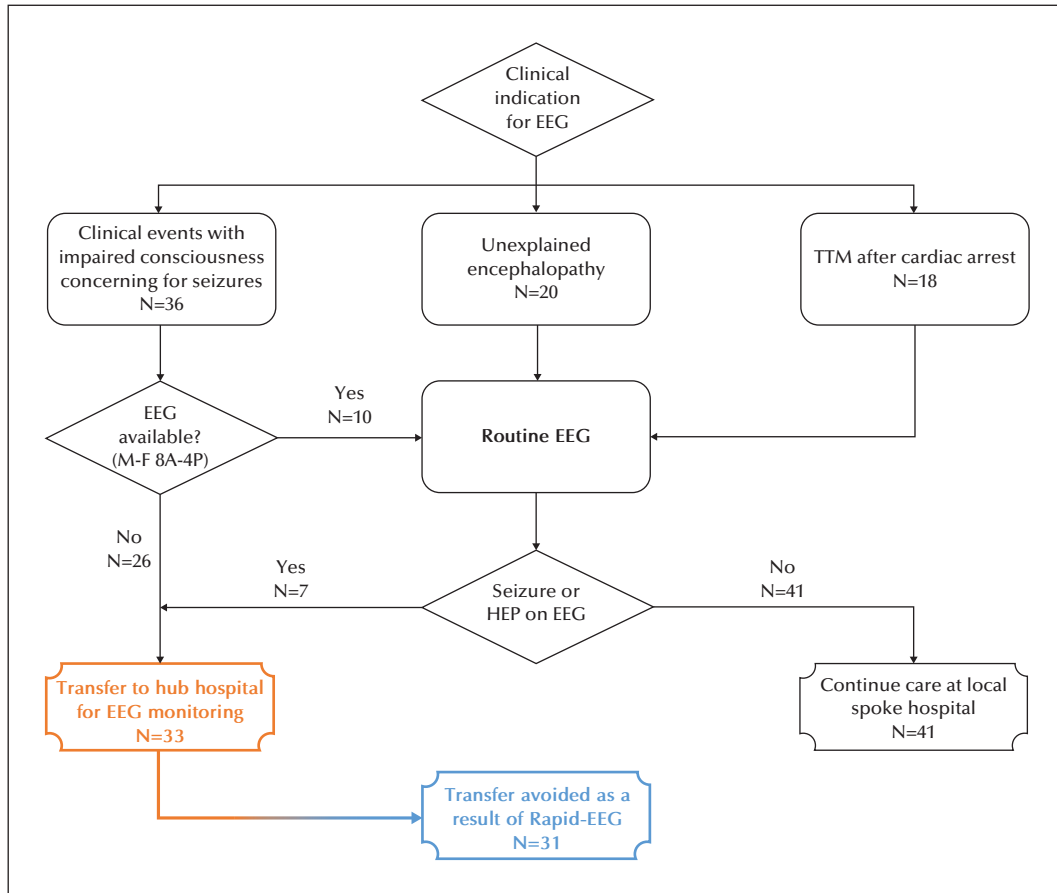 Clinical
indication
for EEG
Clinical events with
impaired consciousness
concerning for seizures
N=36
Unexplained
encephalopathy
N=20
TTM after cardiac arrest
N=18
EEG
available?
(M-F 8A-4P)
Yes
N=10
Routine EEG
No
N=26
Yes
N=7
Seizure or
HEP on EEG
No
N=41
Transfer to hub hospital
for EEG monitoring
N=33
Continue care at local
spoke hospital
N=41
Transfer avoided as a
result of Rapid-EEG
N=31